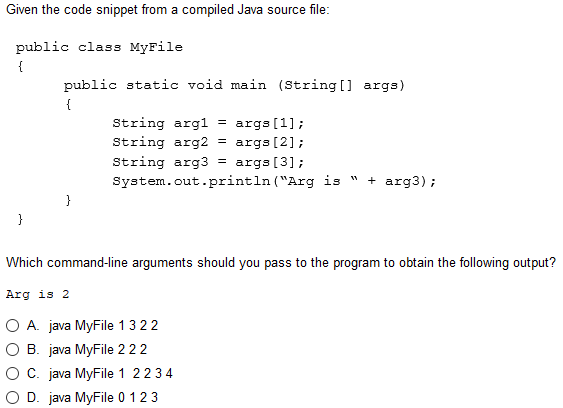 Given the code snippet from a compiled Java source file:
public class MyFile
{
public static void main (String[] args)
{
String arg1 = args[1];
String arg2 = args[2];
String arg3 = args[3];
System.out.println("Arg is " + arg3);
}
}
Which command-line arguments should you pass to the program to obtain the following output?
Arg is 2
A. java MyFile 1 3 2 2
B. java MyFile 2 2 2
C. java MyFile 1 2 2 3 4
D. java MyFile 0 1 2 3